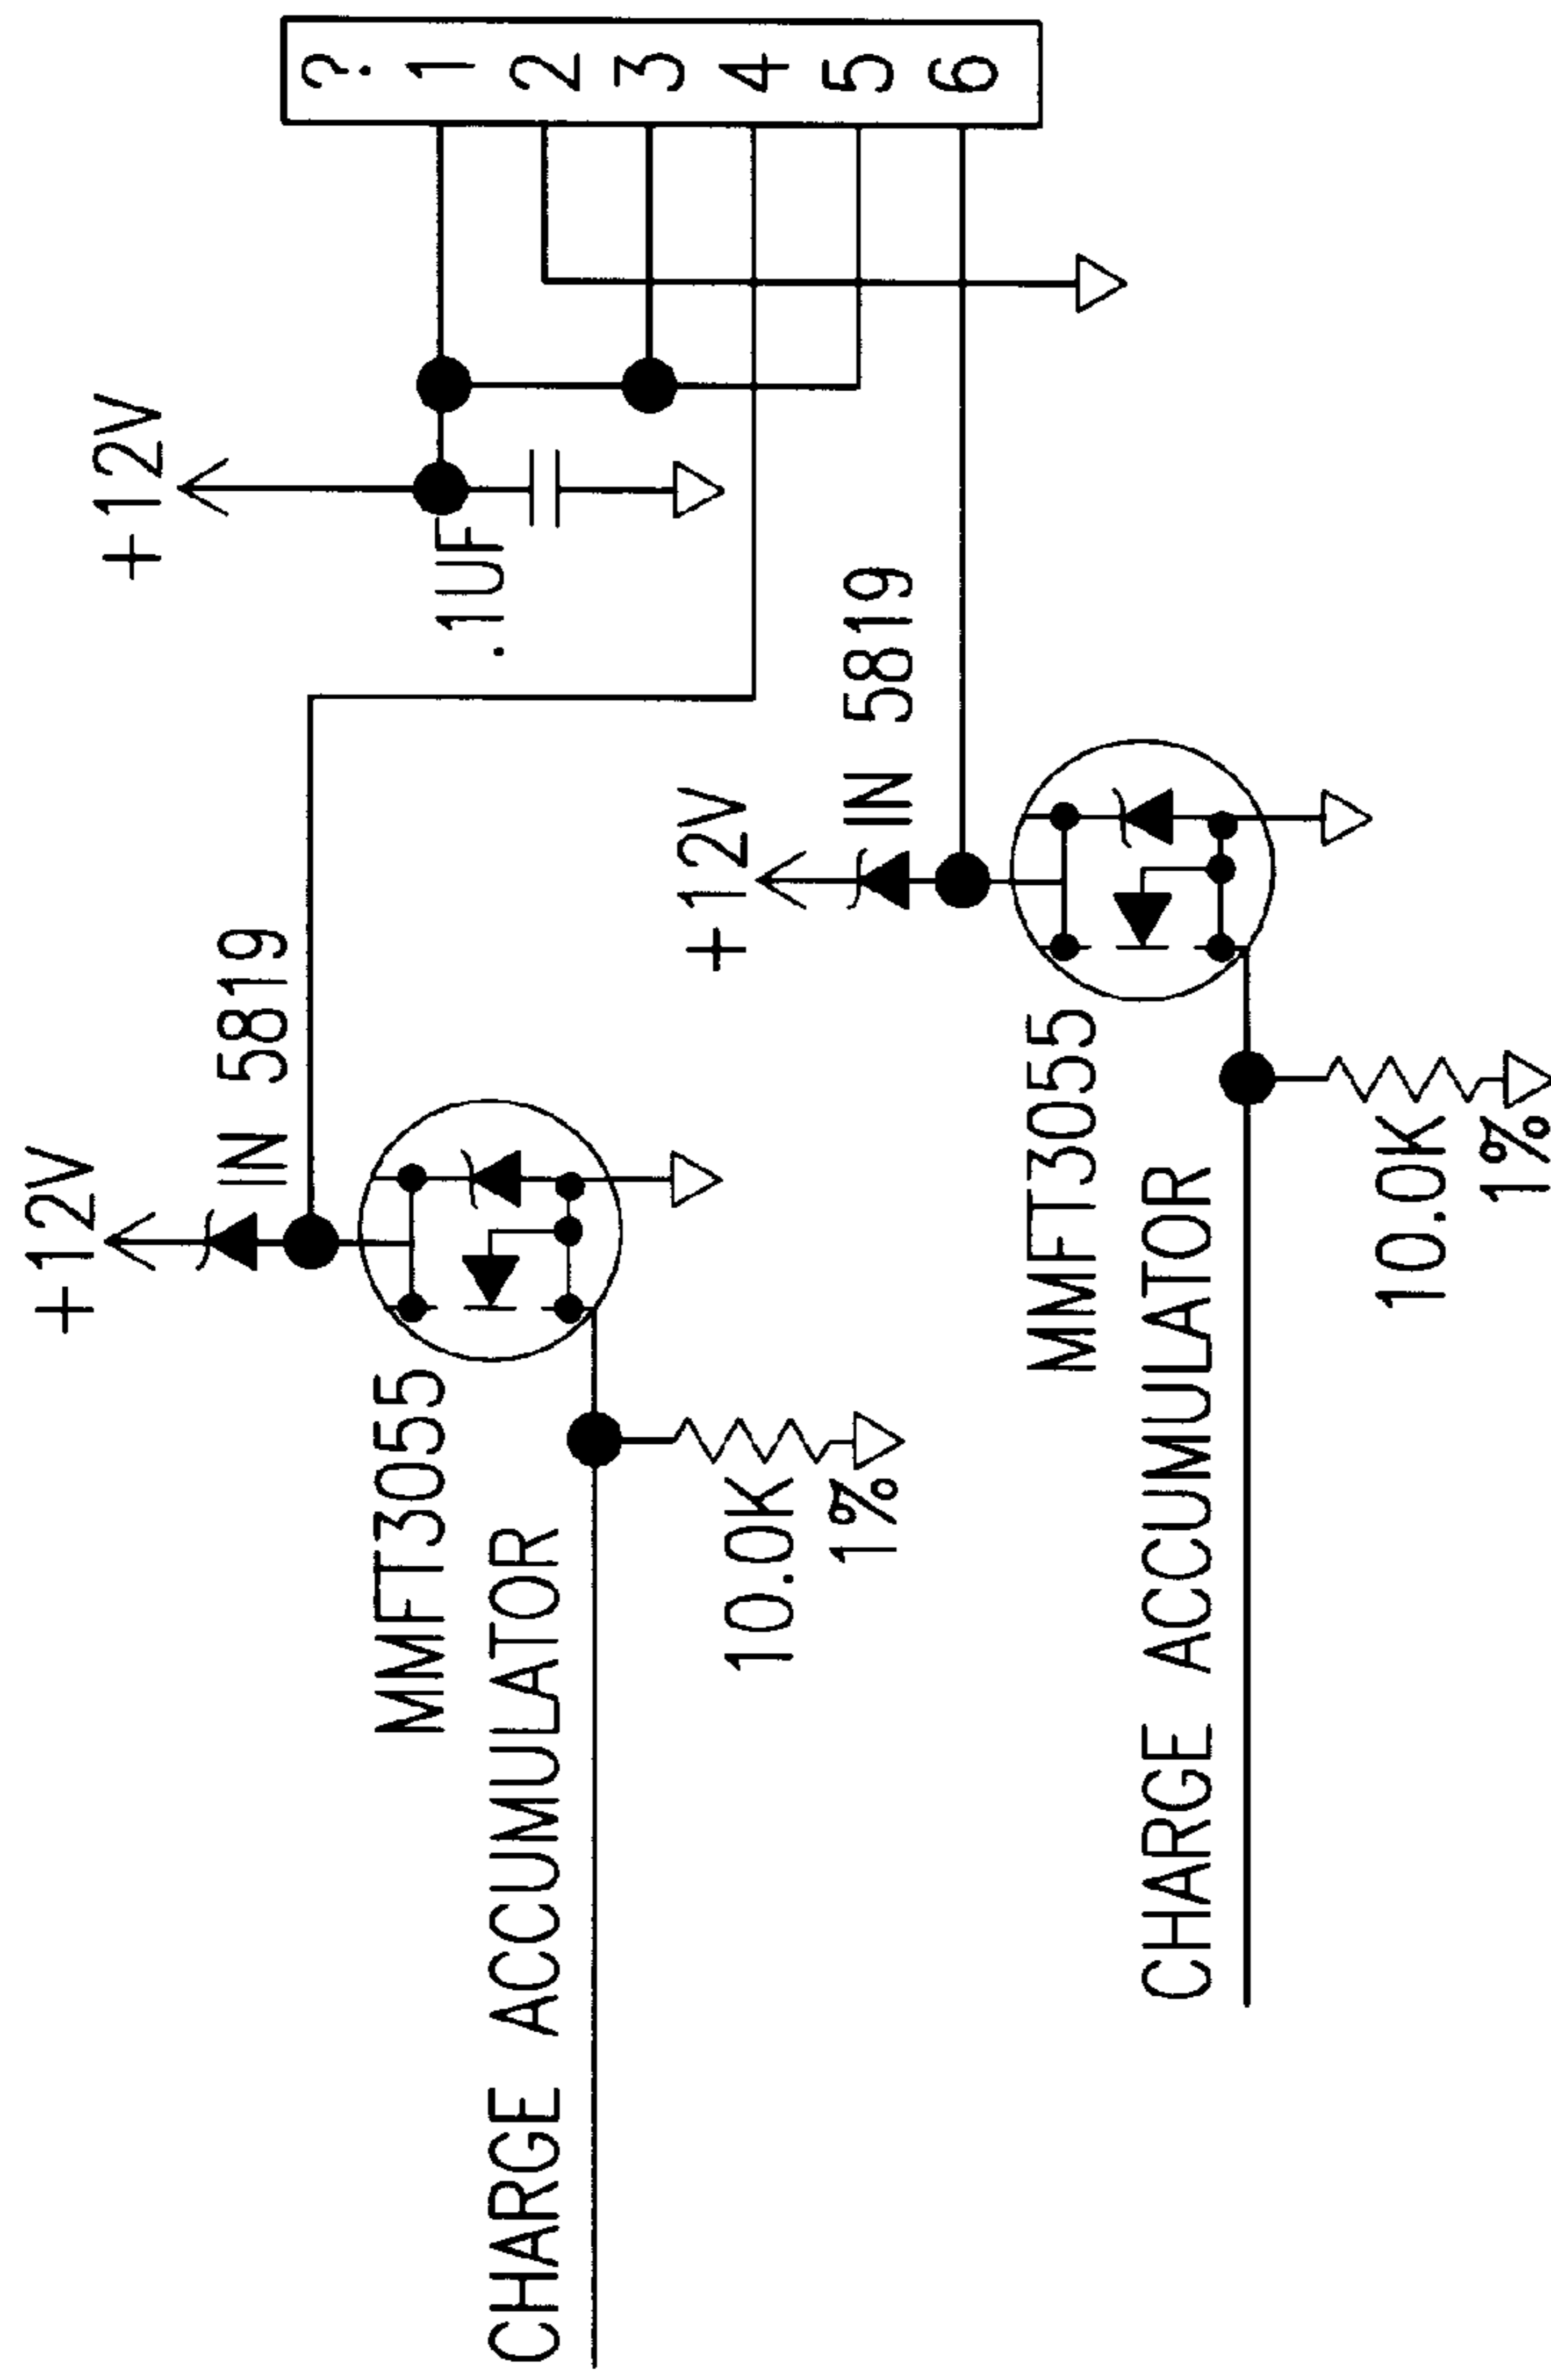 ?
1
2
3
4
5
6
+12V
.1UF
+12V
IN 5819
MMFT3055
CHARGE ACCUMULATOR
10.0K
1%
+12V
IN 5819
MMFT3055
CHARGE ACCUMULATOR
10.0K
1%